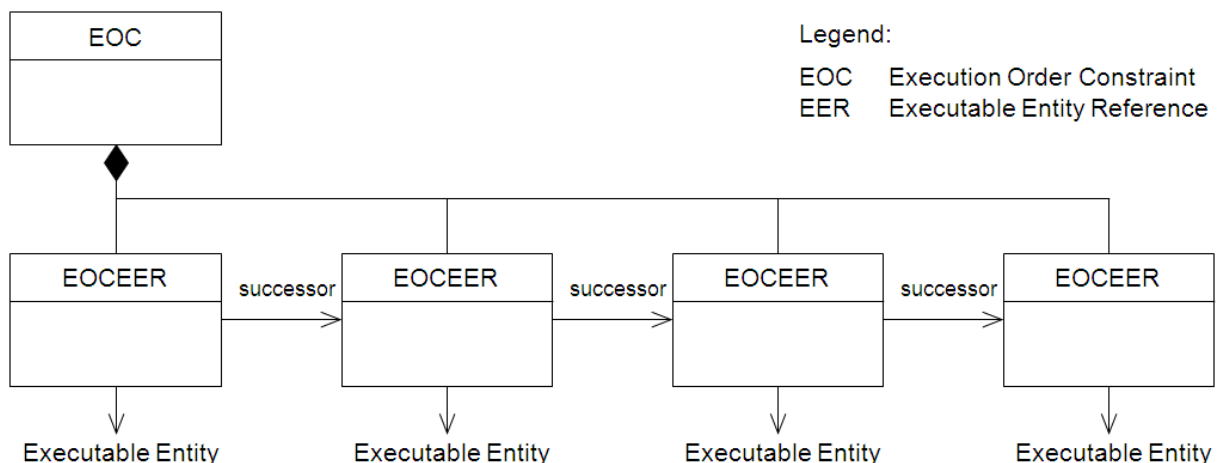 EOC
Legend:
EOC Execution Order Constraint
EER Executable Entity Reference
EOCEER
successor
EOCEER
successor
EOCEER
successor
EOCEER
Executable Entity
Executable Entity
Executable Entity
Executable Entity